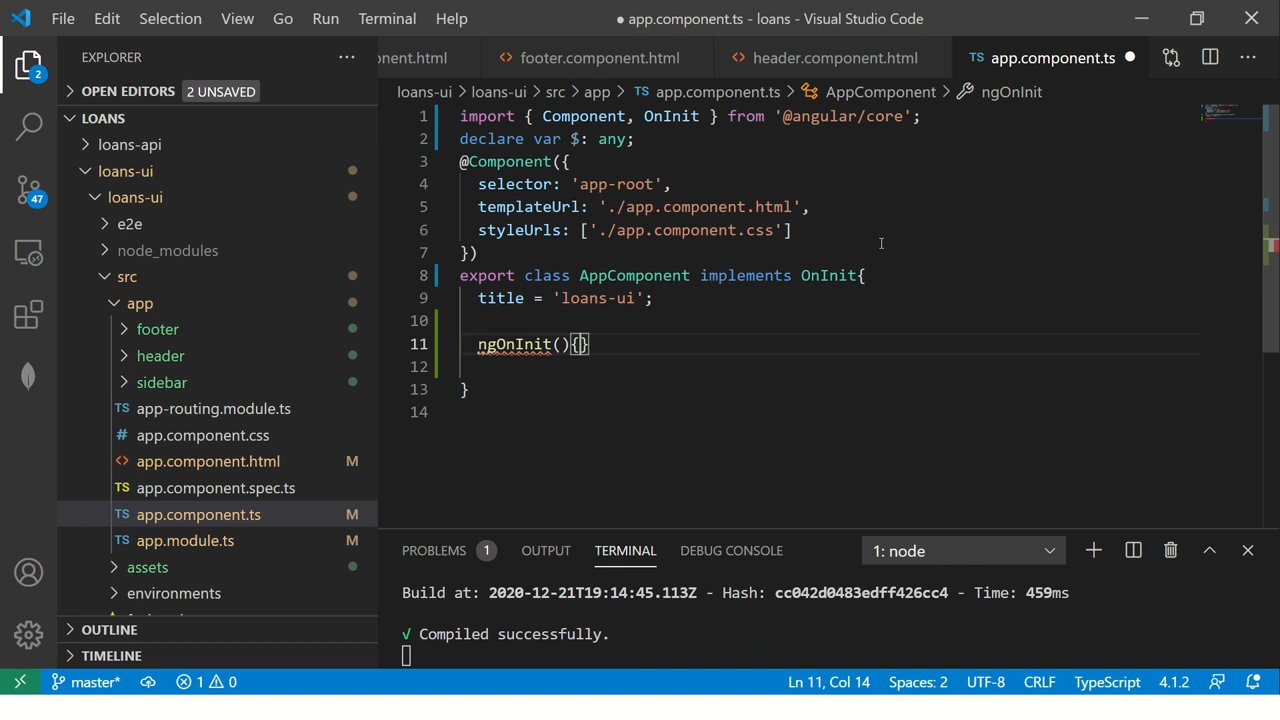 File Edit Selection View Go Run Terminal Help ● app.component.ts - loans - Visual Studio Code
EXPLORER
onent.html footer.component.html header.component.html TS app.component.ts
OPEN EDITORS 2 UNSAVED
loans-ui > loans-ui > src > app > TS app.component.ts > AppComponent > ngOnInit
LOANS
loans-api
loans-ui
loans-ui
e2e
node_modules
src
app
footer
header
sidebar
TS app-routing.module.ts
# app.component.css
<> app.component.html M
TS app.component.spec.ts
TS app.component.ts M
TS app.module.ts M
assets
environments
OUTLINE
TIMELINE
2
47
1 import { Component, OnInit } from '@angular/core';
2 declare var $: any;
3 @Component({
4 selector: 'app-root',
5 templateUrl: './app.component.html',
6 styleUrls: ['./app.component.css']
7 })
8 export class AppComponent implements OnInit{
9 title = 'loans-ui';
10
11 ngOnInit(){}
12
13 }
14
PROBLEMS 1 OUTPUT TERMINAL DEBUG CONSOLE 1: node
Build at: 2020-12-21T19:14:45.113Z - Hash: cc042d0483edff426cc4 - Time: 459ms
√ Compiled successfully.
master* 1 0 Ln 11, Col 14 Spaces: 2 UTF-8 CRLF TypeScript 4.1.2